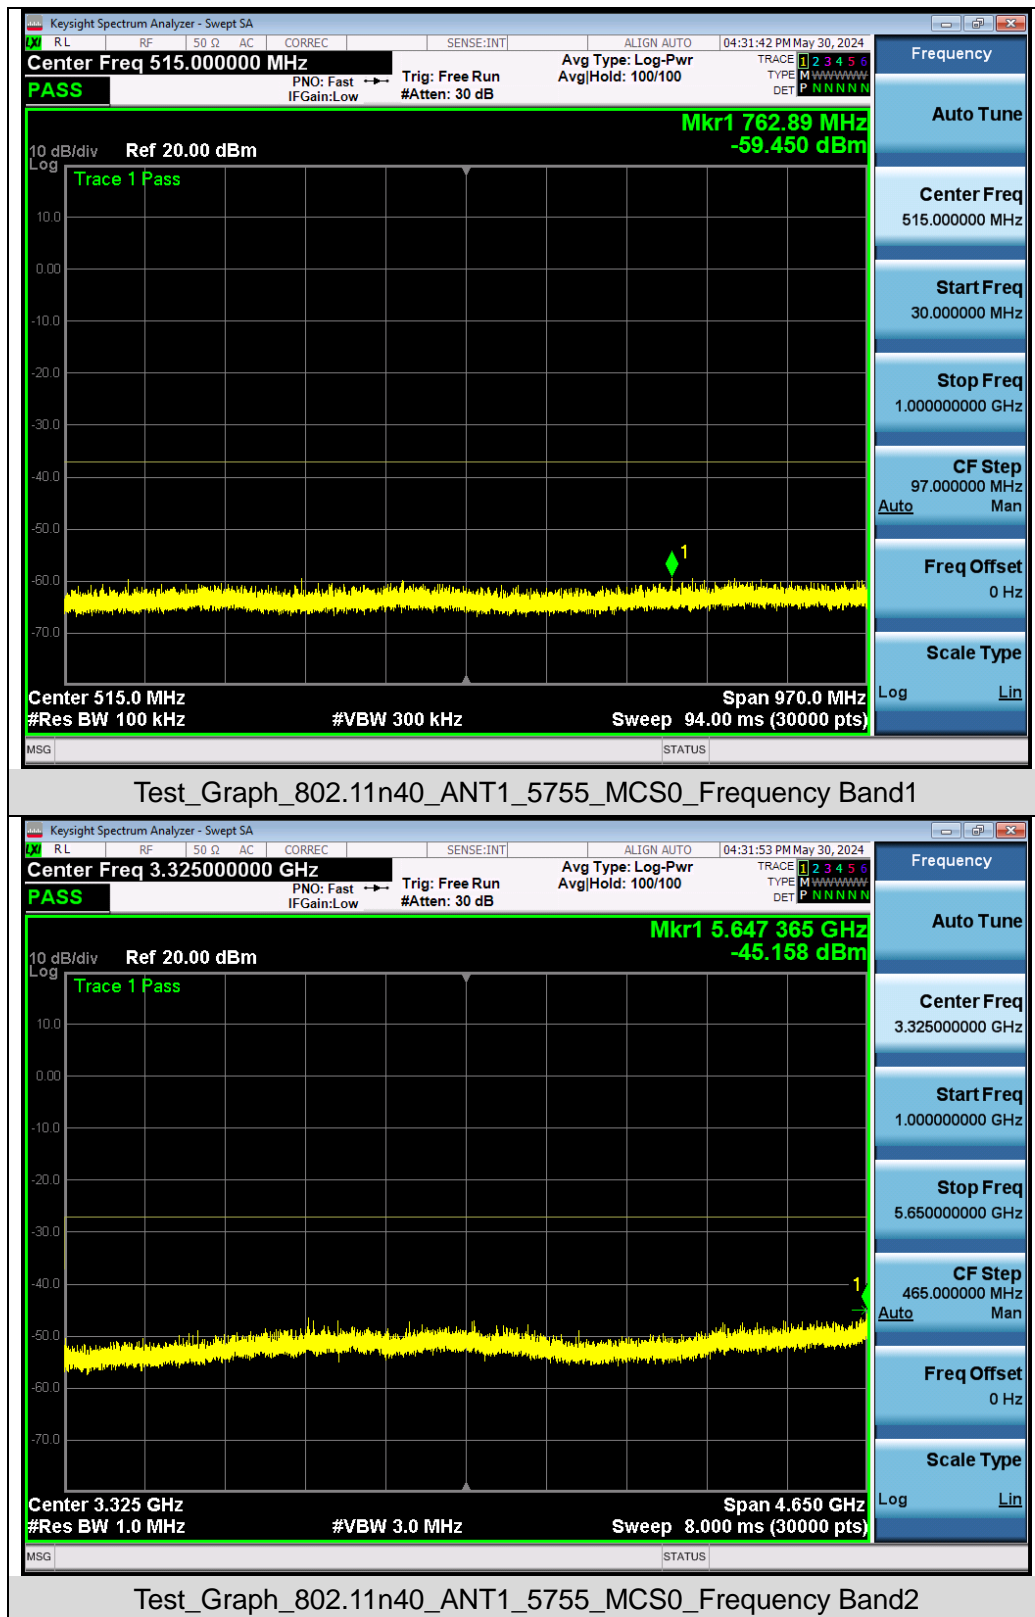 Keysight Spectrum Analyzer - Swept SA
LXI RL RF 50 Ω AC CORREC SENSE:INT ALIGN AUTO 04:31:42 PM May 30, 2024
Center Freq 515.000000 MHz
PNO: Fast
IFGain:Low
Trig: Free Run
#Atten: 30 dB
Avg Type: Log-Pwr
Avg|Hold: 100/100
TRACE 1 2 3 4 5 6
TYPE M WWWWW
DET P N N N N N
PASS
Mkr1 762.89 MHz
-59.450 dBm
10 dB/div Ref 20.00 dBm
Log
Trace 1 Pass
10.0
0.00
-10.0
-20.0
-30.0
-40.0
-50.0
-60.0
-70.0
1
Center 515.0 MHz Span 970.0 MHz
#Res BW 100 kHz #VBW 300 kHz Sweep 94.00 ms (30000 pts)
MSG STATUS
Frequency
Auto Tune
Center Freq
515.000000 MHz
Start Freq
30.000000 MHz
Stop Freq
1.000000000 GHz
CF Step
97.000000 MHz
Auto Man
Freq Offset
0 Hz
Scale Type
Log Lin
Test_Graph_802.11n40_ANT1_5755_MCS0_Frequency Band1
Keysight Spectrum Analyzer - Swept SA
LXI RL RF 50 Ω AC CORREC SENSE:INT ALIGN AUTO 04:31:53 PM May 30, 2024
Center Freq 3.325000000 GHz
PNO: Fast
IFGain:Low
Trig: Free Run
#Atten: 30 dB
Avg Type: Log-Pwr
Avg|Hold: 100/100
TRACE 1 2 3 4 5 6
TYPE M WWWWW
DET P N N N N N
PASS
Mkr1 5.647 365 GHz
-45.158 dBm
10 dB/div Ref 20.00 dBm
Log
Trace 1 Pass
10.0
0.00
-10.0
-20.0
-30.0
-40.0
-50.0
-60.0
-70.0
1
Center 3.325 GHz Span 4.650 GHz
#Res BW 1.0 MHz #VBW 3.0 MHz Sweep 8.000 ms (30000 pts)
MSG STATUS
Frequency
Auto Tune
Center Freq
3.325000000 GHz
Start Freq
1.000000000 GHz
Stop Freq
5.650000000 GHz
CF Step
465.000000 MHz
Auto Man
Freq Offset
0 Hz
Scale Type
Log Lin
Test_Graph_802.11n40_ANT1_5755_MCS0_Frequency Band2